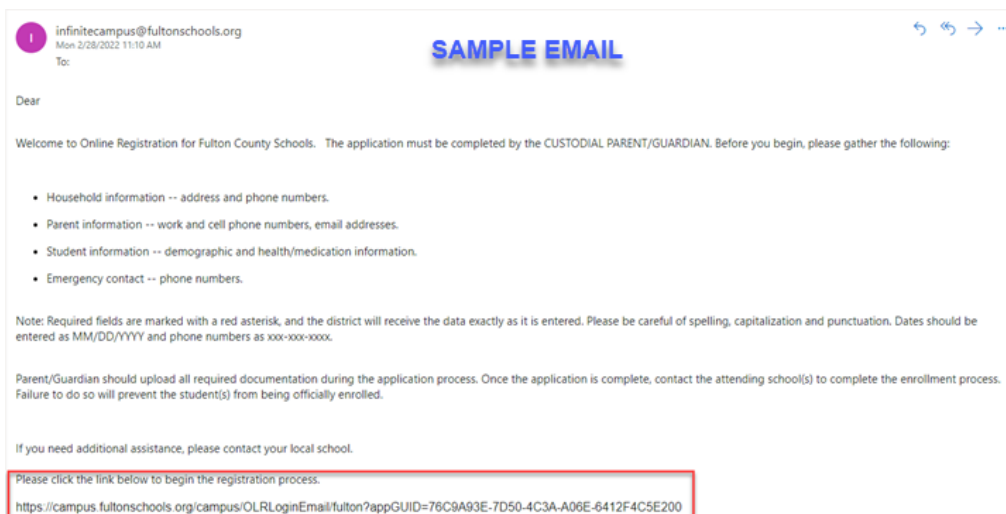 I
infinitecampus@fultonschools.org
Mon 2/28/2022 11:10 AM
To:
SAMPLE EMAIL
Dear
Welcome to Online Registration for Fulton County Schools.   The application must be completed by the CUSTODIAL PARENT/GUARDIAN. Before you begin, please gather the following:
• Household information -- address and phone numbers.
• Parent information -- work and cell phone numbers, email addresses.
• Student information -- demographic and health/medication information.
• Emergency contact -- phone numbers.
Note: Required fields are marked with a red asterisk, and the district will receive the data exactly as it is entered. Please be careful of spelling, capitalization and punctuation. Dates should be
entered as MM/DD/YYYY and phone numbers as xxx-xxx-xxxx.
Parent/Guardian should upload all required documentation during the application process. Once the application is complete, contact the attending school(s) to complete the enrollment process.
Failure to do so will prevent the student(s) from being officially enrolled.
If you need additional assistance, please contact your local school.
Please click the link below to begin the registration process.
https://campus.fultonschools.org/campus/OLRLoginEmail/fulton?appGUID=76C9A93E-7D50-4C3A-A06E-6412F4C5E200